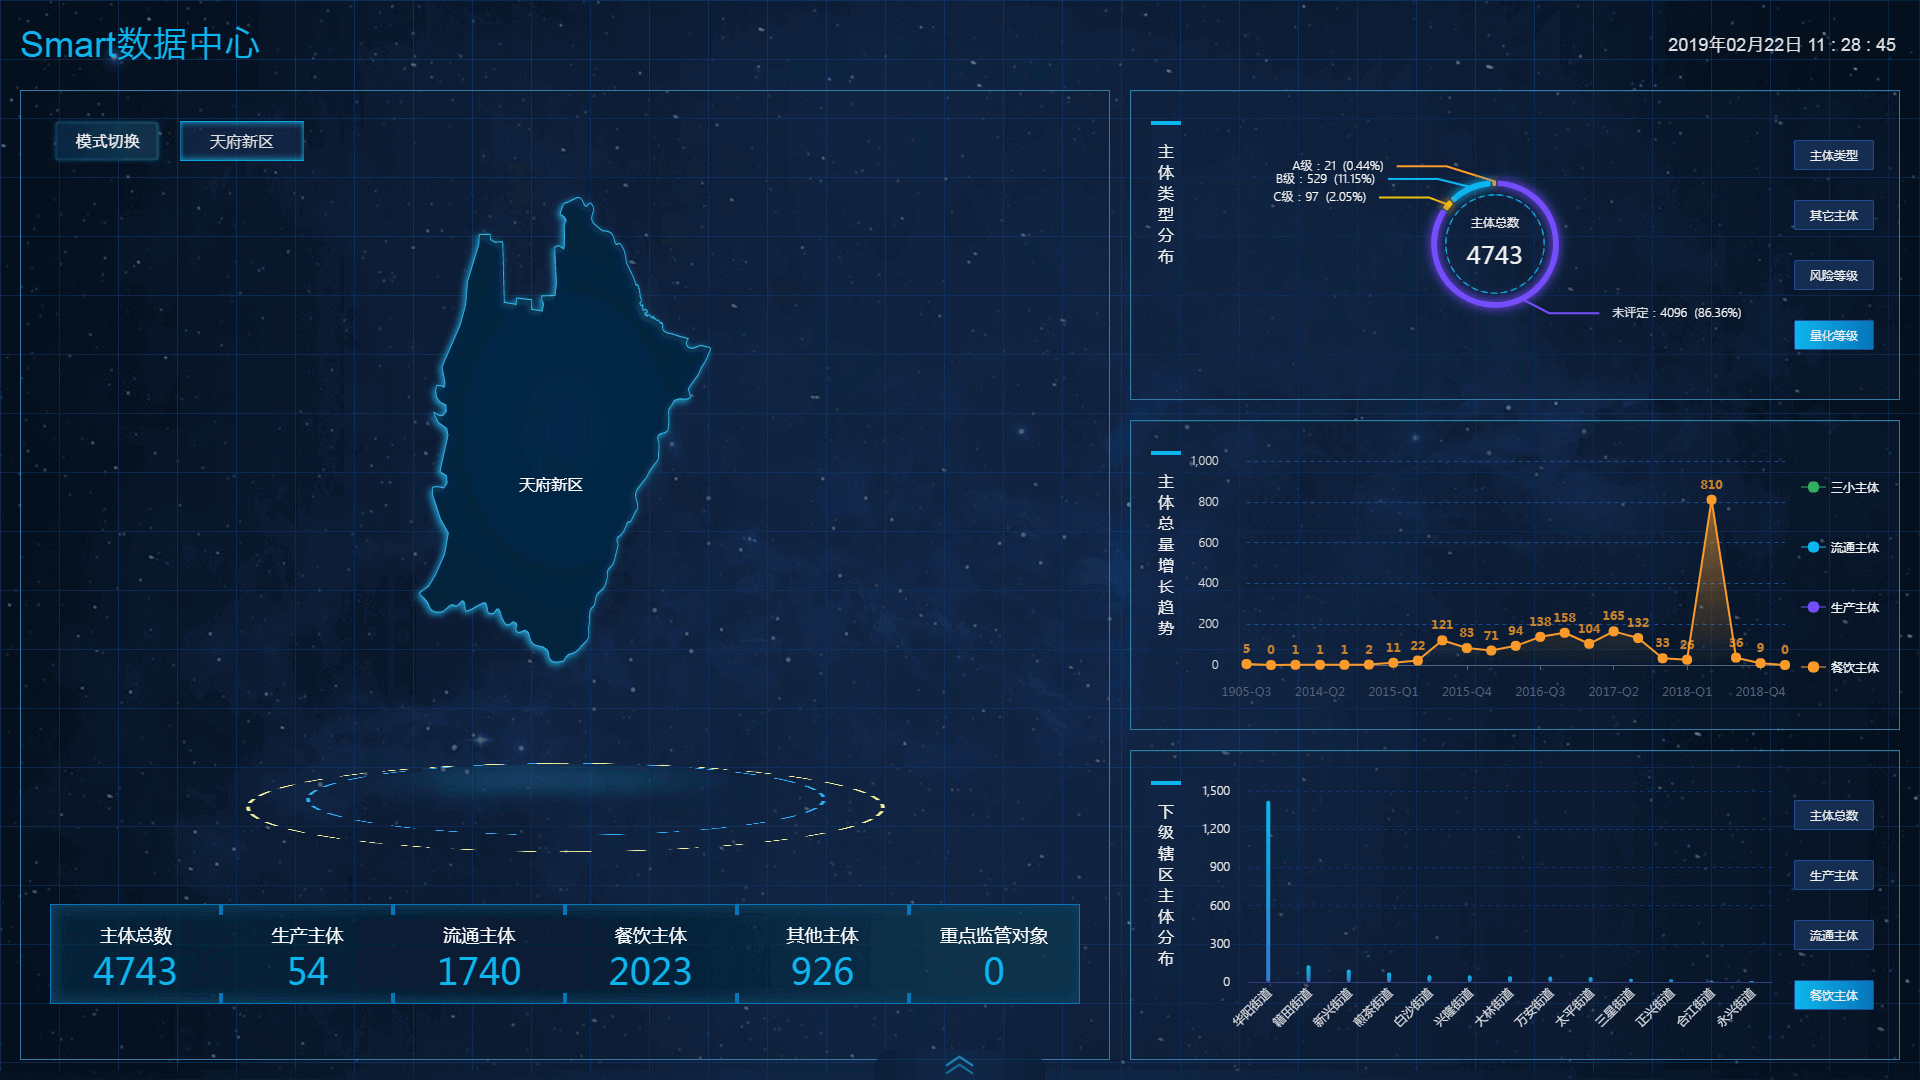 Smart数据中心
2019年02月22日 11 : 28 : 45
模式切换
天府新区
天府新区
主体总数
4743
生产主体
54
流通主体
1740
餐饮主体
2023
其他主体
926
重点监管对象
0
主体类型分布
A级 : 21 (0.44%)
B级 : 529 (11.15%)
C级 : 97 (2.05%)
主体总数
4743
未评定 : 4096 (86.36%)
主体类型
其它主体
风险等级
量化等级
主体总量增长趋势
1,000
800
600
400
200
0
5 0 1 1 1 2 11 22 121 83 71 94 138 158 104 165 132 33 26 810 36 9 0
1905-Q3 2014-Q2 2015-Q1 2015-Q4 2016-Q3 2017-Q2 2018-Q1 2018-Q4
三小主体
流通主体
生产主体
餐饮主体
下级辖区主体分布
1,500
1,200
900
600
300
0
华阳街道 籍田街道 新兴街道 煎茶街道 白沙街道 兴隆街道 大林街道 万安街道 太平街道 三星街道 正兴街道 合江街道 永兴街道
主体总数
生产主体
流通主体
餐饮主体